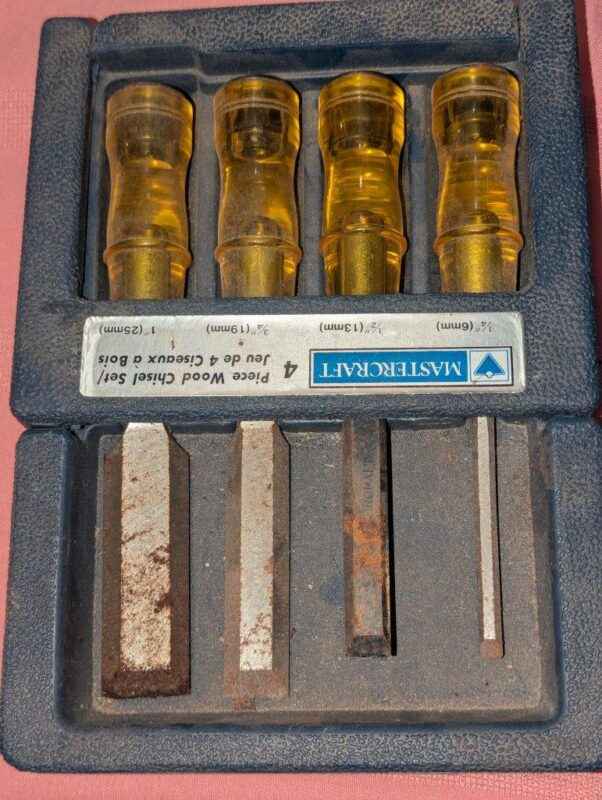 MASTERCRAFT
4 Piece Wood Chisel Set/
Jeu de 4 Ciseaux à Bois
¼" (6mm) ½" (13mm) ¾" (19mm) 1" (25mm)